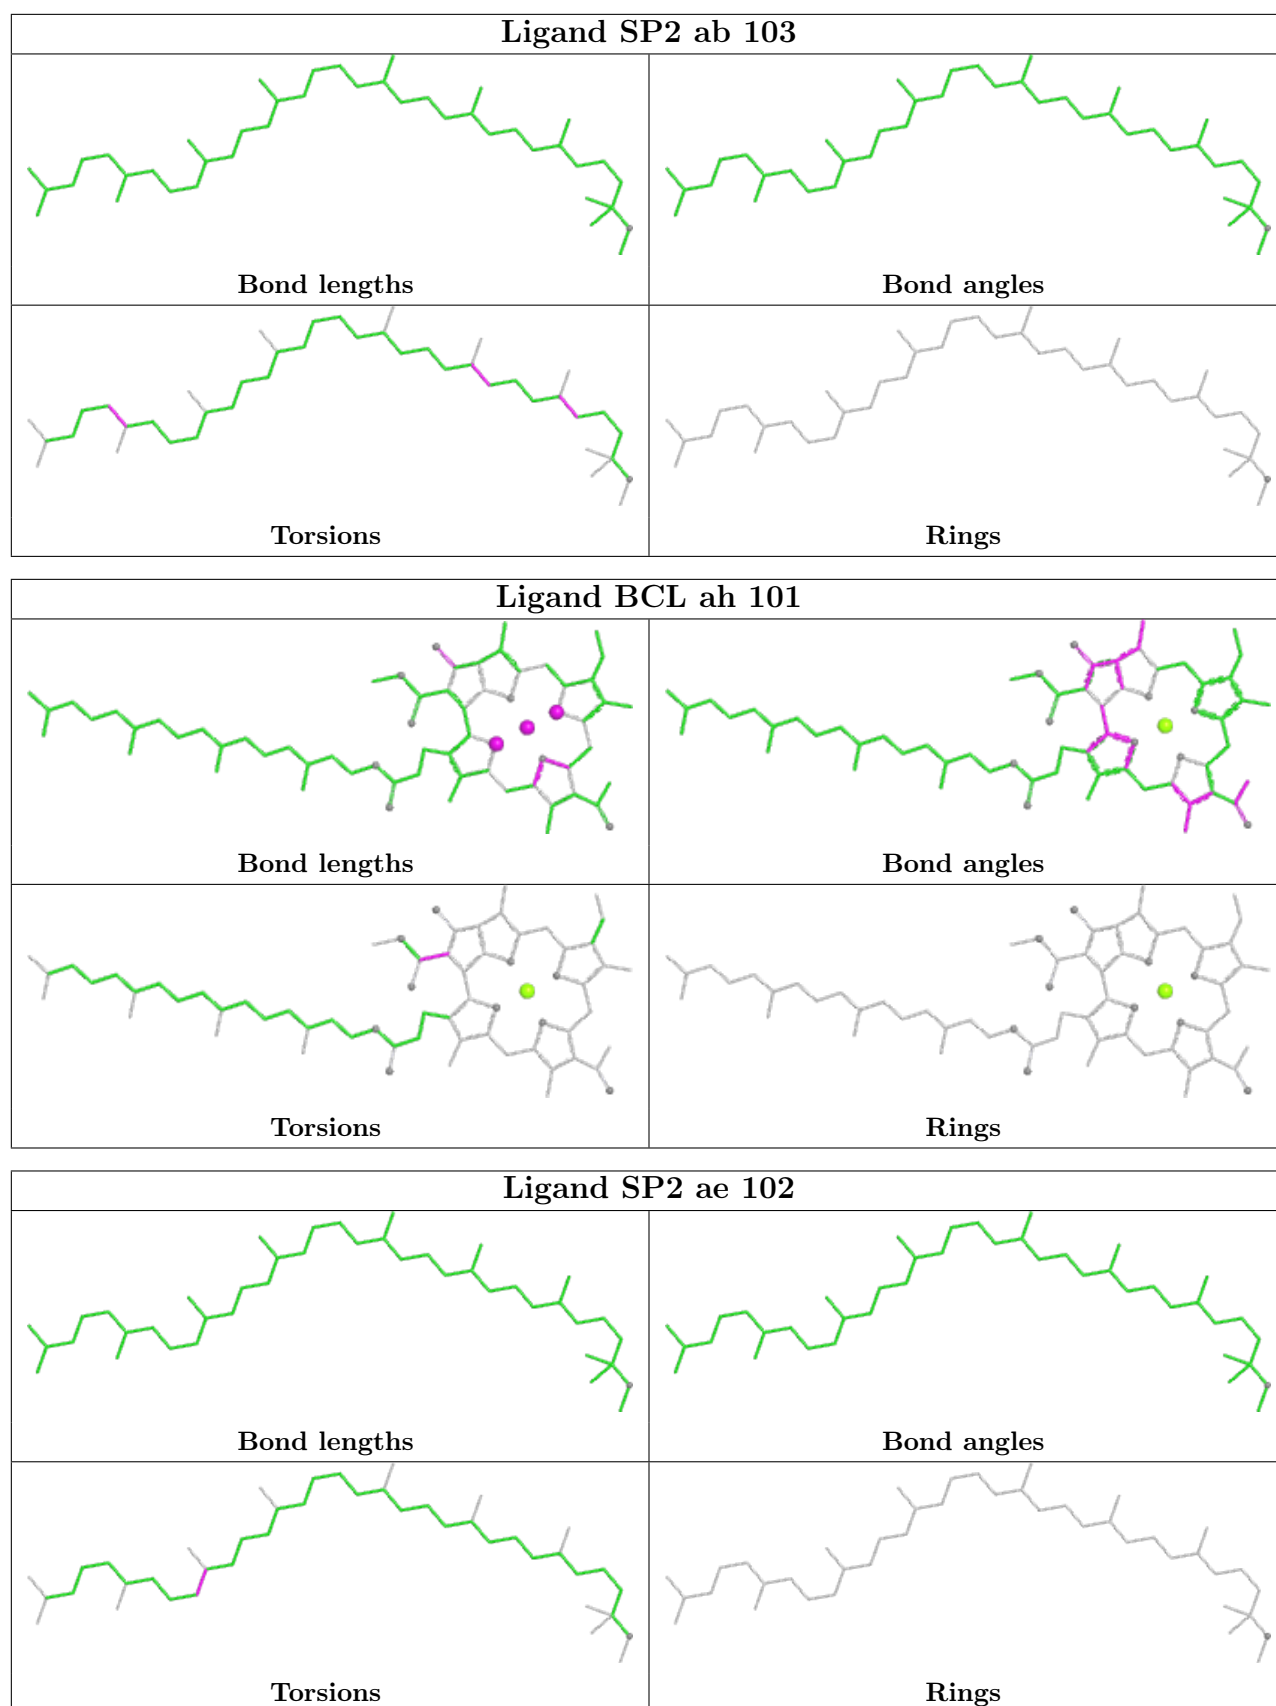 Ligand SP2 ab 103
Bond lengths
Bond angles
Torsions
Rings
Ligand BCL ah 101
Bond lengths
Bond angles
Torsions
Rings
Ligand SP2 ae 102
Bond lengths
Bond angles
Torsions
Rings